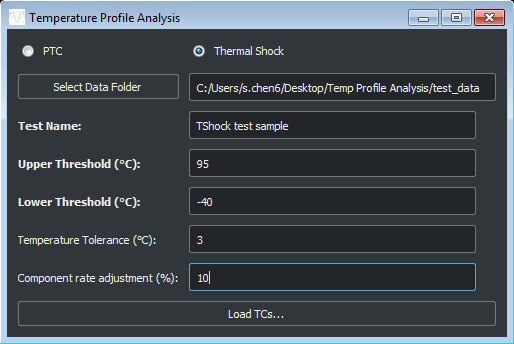 Temperature Profile Analysis
PTC Thermal Shock
Select Data Folder C:/Users/s.chen6/Desktop/Temp Profile Analysis/test_data
Test Name: TShock test sample
Upper Threshold (°C): 95
Lower Threshold (°C): -40
Temperature Tolerance (°C): 3
Component rate adjustment (%): 10
Load TCs...